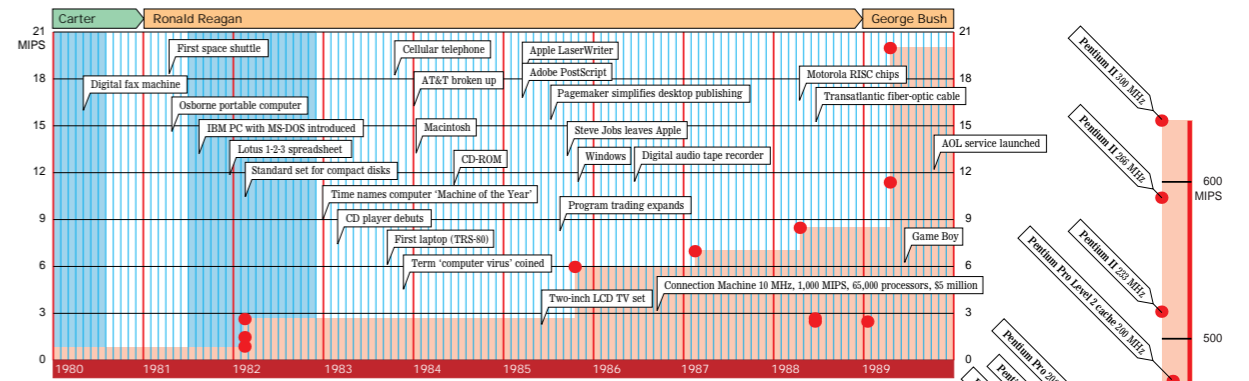 Carter
Ronald Reagan
George Bush
21
MIPS
18
15
12
9
6
3
0
First space shuttle
Digital fax machine
Osborne portable computer
IBM PC with MS-DOS introduced
Lotus 1-2-3 spreadsheet
Standard set for compact disks
Time names computer ‘Machine of the Year’
CD player debuts
First laptop (TRS-80)
Term ‘computer virus’ coined
Cellular telephone
AT&T broken up
Macintosh
CD-ROM
Apple LaserWriter
Adobe PostScript
Pagemaker simplifies desktop publishing
Steve Jobs leaves Apple
Windows
Digital audio tape recorder
Program trading expands
Two-inch LCD TV set
Connection Machine 10 MHz, 1,000 MIPS, 65,000 processors, $5 million
Motorola RISC chips
Transatlantic fiber-optic cable
AOL service launched
Game Boy
21
18
15
12
9
6
3
0
1980
1981
1982
1983
1984
1985
1986
1987
1988
1989
Pentium II 300 MHz
Pentium II 266 MHz
Pentium II 233 MHz
Pentium Pro Level 2 cache 200 MHz
Pentium Pro
600
MIPS
500